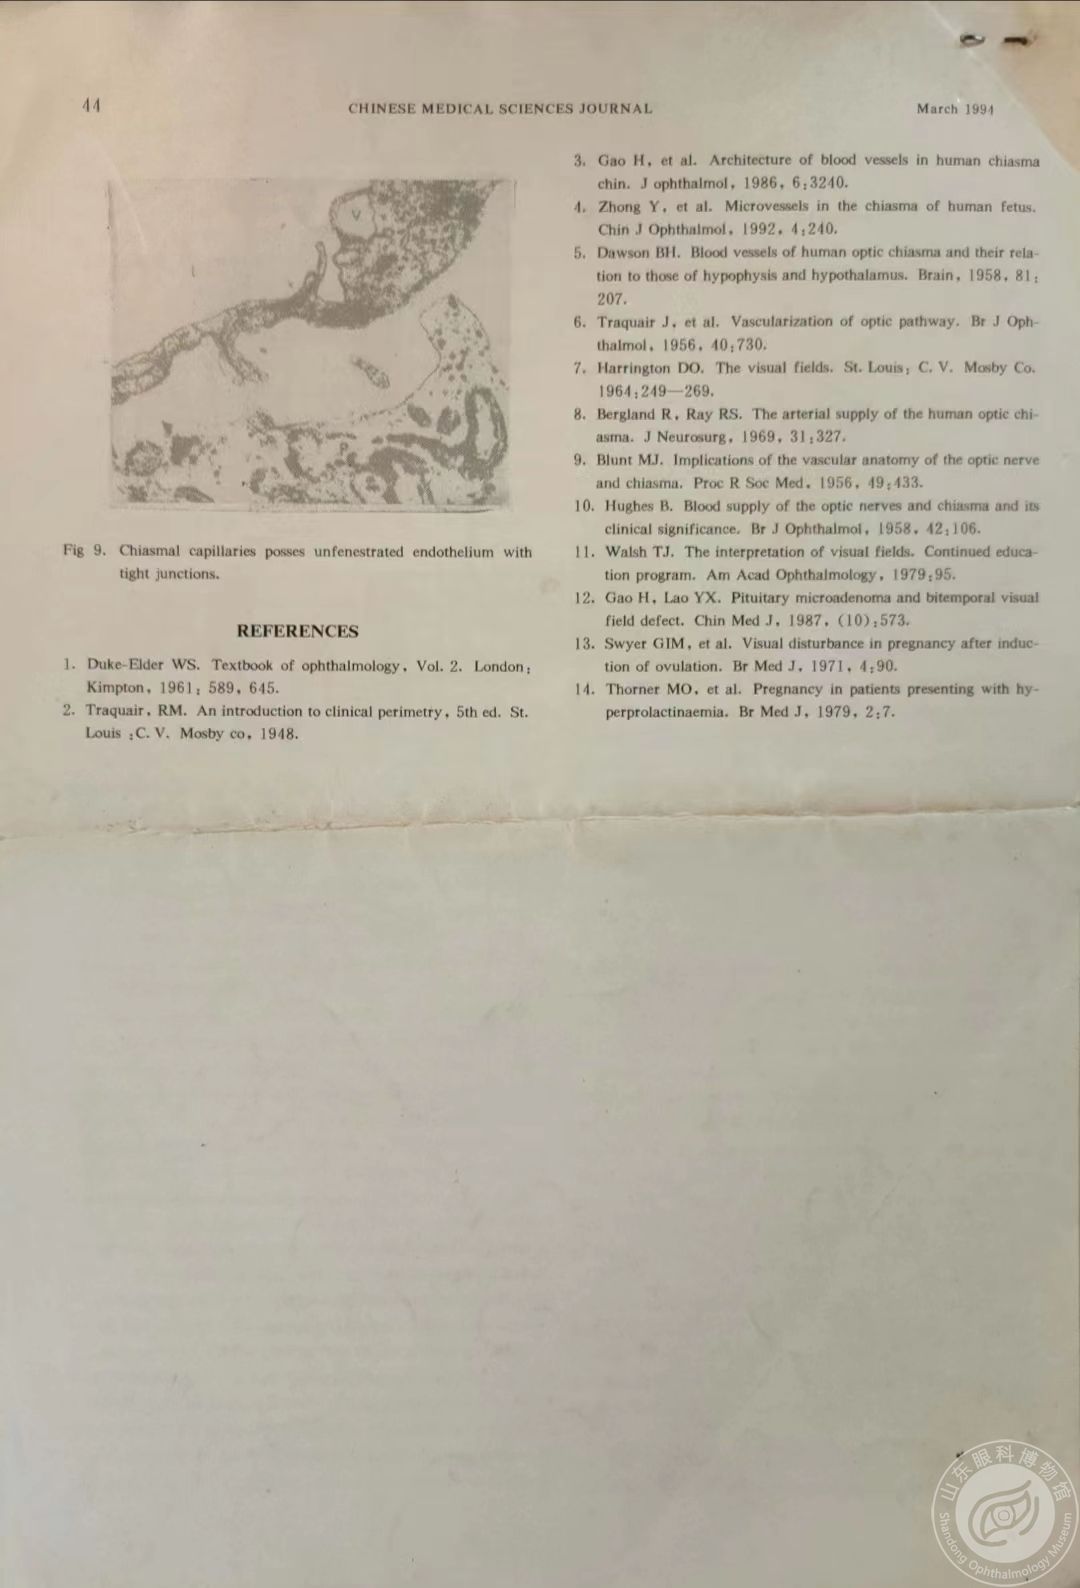 44
CHINESE MEDICAL SCIENCES JOURNAL
March 1994
V
L
Fig 9. Chiasmal capillaries posses unfenestrated endothelium with
tight junctions.
REFERENCES
1. Duke-Elder WS. Textbook of ophthalmology, Vol. 2. London:
Kimpton, 1961; 589, 645.
2. Traquair, RM. An introduction to clinical perimetry, 5th ed. St.
Louis :C. V. Mosby co, 1948.
3. Gao H, et al. Architecture of blood vessels in human chiasma
chin. J ophthalmol, 1986, 6:3240.
4. Zhong Y, et al. Microvessels in the chiasma of human fetus.
Chin J Ophthalmol, 1992, 4:240.
5. Dawson BH. Blood vessels of human optic chiasma and their rela-
tion to those of hypophysis and hypothalamus. Brain, 1958, 81:
207.
6. Traquair J, et al. Vascularization of optic pathway. Br J Oph-
thalmol, 1956, 40:730.
7. Harrington DO. The visual fields. St. Louis; C. V. Mosby Co.
1964:249—269.
8. Bergland R, Ray RS. The arterial supply of the human optic chi-
asma. J Neurosurg, 1969, 31:327.
9. Blunt MJ. Implications of the vascular anatomy of the optic nerve
and chiasma. Proc R Soc Med, 1956, 49:433.
10. Hughes B. Blood supply of the optic nerves and chiasma and its
clinical significance. Br J Ophthalmol, 1958, 42:106.
11. Walsh TJ. The interpretation of visual fields. Continued educa-
tion program. Am Acad Ophthalmology, 1979:95.
12. Gao H, Lao YX. Pituitary microadenoma and bitemporal visual
field defect. Chin Med J, 1987, (10):573.
13. Swyer GIM, et al. Visual disturbance in pregnancy after induc-
tion of ovulation. Br Med J, 1971, 4:90.
14. Thorner MO, et al. Pregnancy in patients presenting with hy-
perprolactinaemia. Br Med J, 1979, 2:7.
山东眼科博物馆
Shandong Ophthalmology Museum